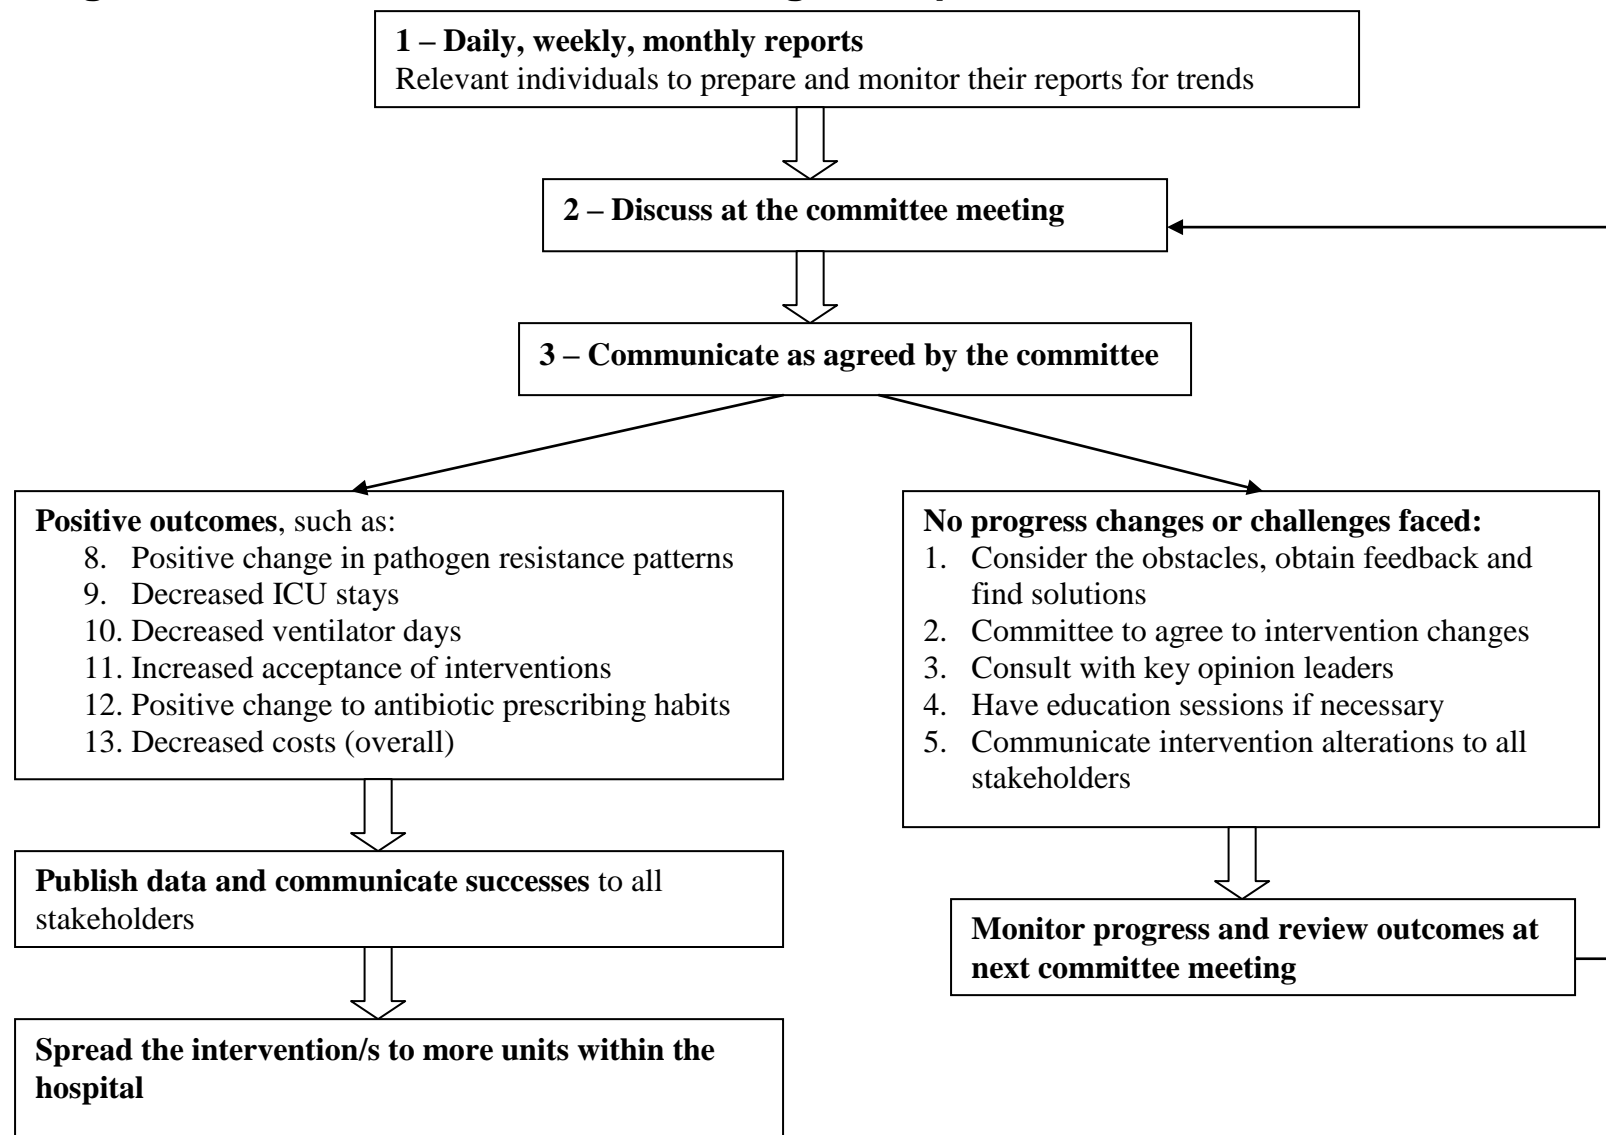 1 – Daily, weekly, monthly reports
Relevant individuals to prepare and monitor their reports for trends
2 – Discuss at the committee meeting
3 – Communicate as agreed by the committee
Positive outcomes, such as:
8. Positive change in pathogen resistance patterns
9. Decreased ICU stays
10. Decreased ventilator days
11. Increased acceptance of interventions
12. Positive change to antibiotic prescribing habits
13. Decreased costs (overall)
Publish data and communicate successes to all
stakeholders
Spread the intervention/s to more units within the
hospital
No progress changes or challenges faced:
1. Consider the obstacles, obtain feedback and
find solutions
2. Committee to agree to intervention changes
3. Consult with key opinion leaders
4. Have education sessions if necessary
5. Communicate intervention alterations to all
stakeholders
Monitor progress and review outcomes at
next committee meeting